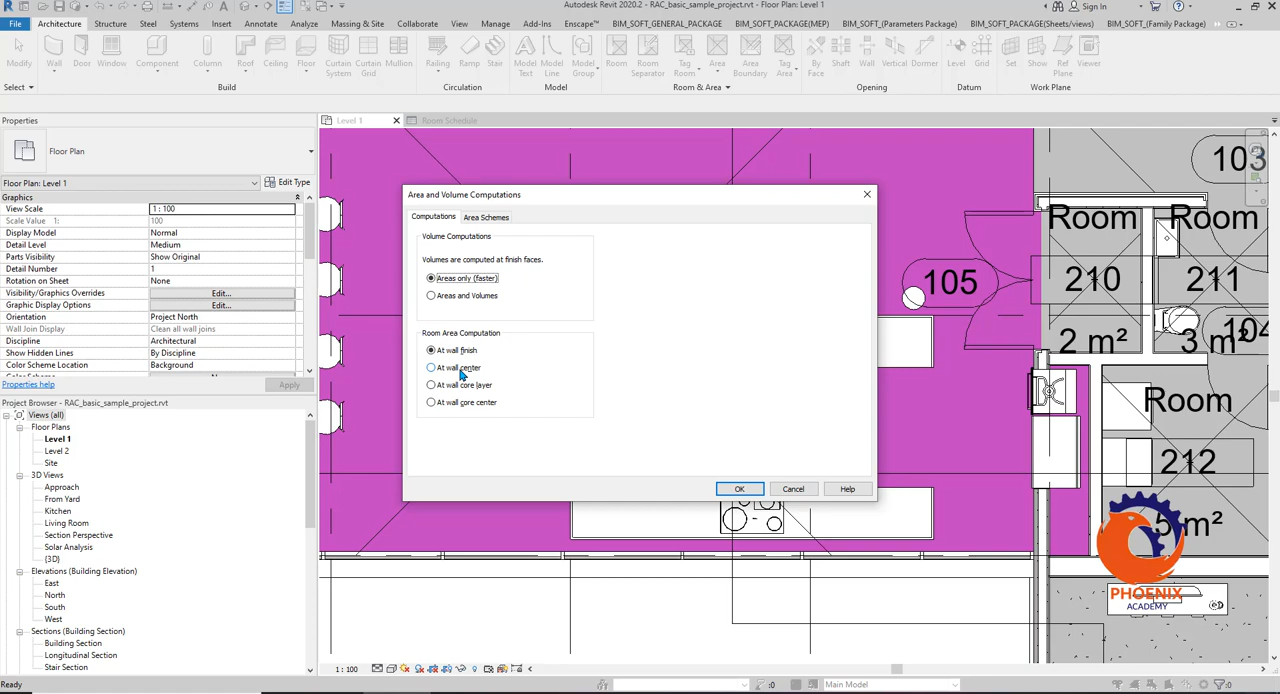 Autodesk Revit 2020.2 - RAC_basic_sample_project.rvt - Floor Plan: Level 1
Sign In
File Architecture Structure Steel Systems Insert Annotate Analyze Massing & Site Collaborate View Manage Add-Ins Enscape™ BIM_SOFT_GENERAL_PACKAGE BIM_SOFT_PACKAGE(MEP) BIM_SOFT_(Parameters Package) BIM_SOFT_PACKAGE(Sheets/views) BIM_SOFT_(Family Package)
Modify Wall Door Window Component Column Roof Ceiling Floor Curtain System Curtain Grid Mullion Railing Ramp Stair Model Text Model Line Model Group Room Room Separator Tag Room Area Area Boundary Tag Area By Face Shaft Wall Vertical Dormer Level Grid Set Show Ref Plane Viewer
Select Build Circulation Model Room & Area Opening Datum Work Plane
Properties
Floor Plan
Floor Plan: Level 1 Edit Type
Graphics
View Scale 1 : 100
Scale Value 1: 100
Display Model Normal
Detail Level Medium
Parts Visibility Show Original
Detail Number 1
Rotation on Sheet None
Visibility/Graphics Overrides Edit...
Graphic Display Options Edit...
Orientation Project North
Wall Join Display Clean all wall joins
Discipline Architectural
Show Hidden Lines By Discipline
Color Scheme Location Background
Properties help Apply
Project Browser - RAC_basic_sample_project.rvt
Views (all)
Floor Plans
Level 1
Level 2
Site
3D Views
Approach
From Yard
Kitchen
Living Room
Section Perspective
Solar Analysis
{3D}
Elevations (Building Elevation)
East
North
South
West
Sections (Building Section)
Building Section
Longitudinal Section
Stair Section
Ready
Level 1 Room Schedule
Area and Volume Computations
Computations Area Schemes
Volume Computations
Volumes are computed at finish faces.
Areas only (faster)
Areas and Volumes
Room Area Computation
At wall finish
At wall center
At wall core layer
At wall core center
OK Cancel Help
103
Room Room
105
210 211
104
2 m² 3 m²
Room
212
5 m²
PHOENIX
ACADEMY
1 : 100
:0 Main Model :0